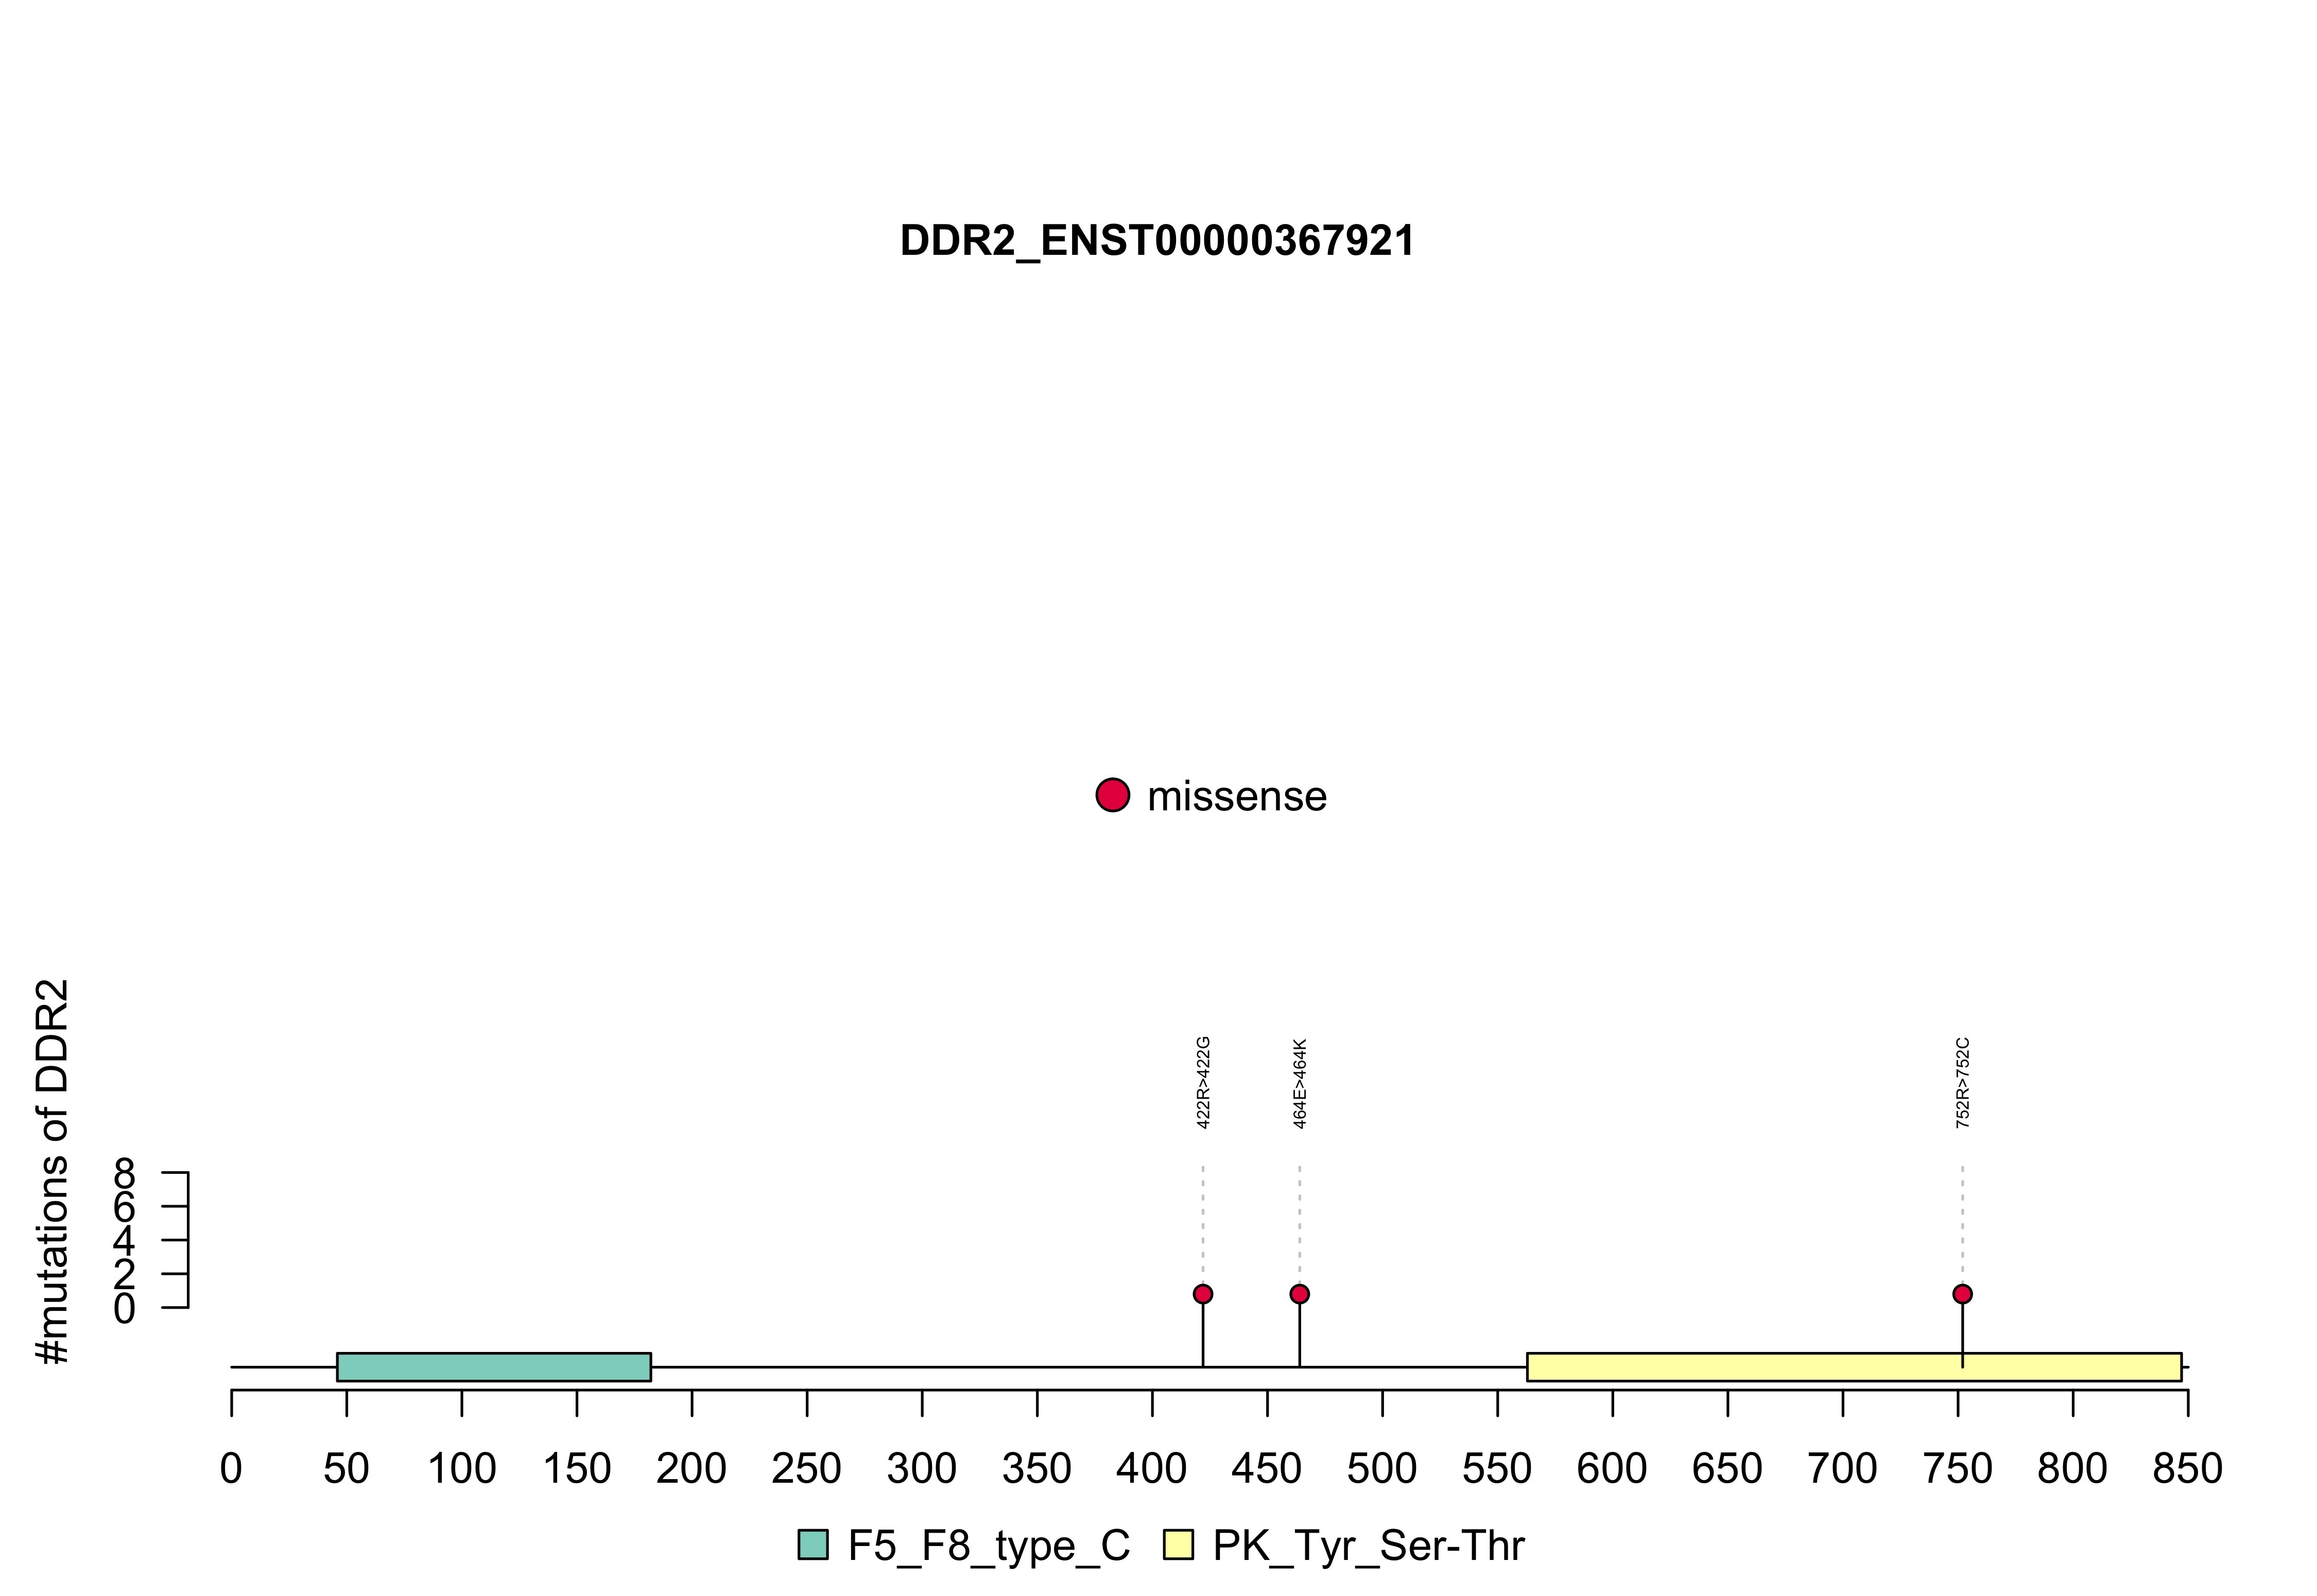 DDR2_ENST00000367921
missense
#mutations of DDR2
422R>422G
464E>464K
752R>752C
8
6
4
2
0
0 50 100 150 200 250 300 350 400 450 500 550 600 650 700 750 800 850
F5_F8_type_C PK_Tyr_Ser-Thr